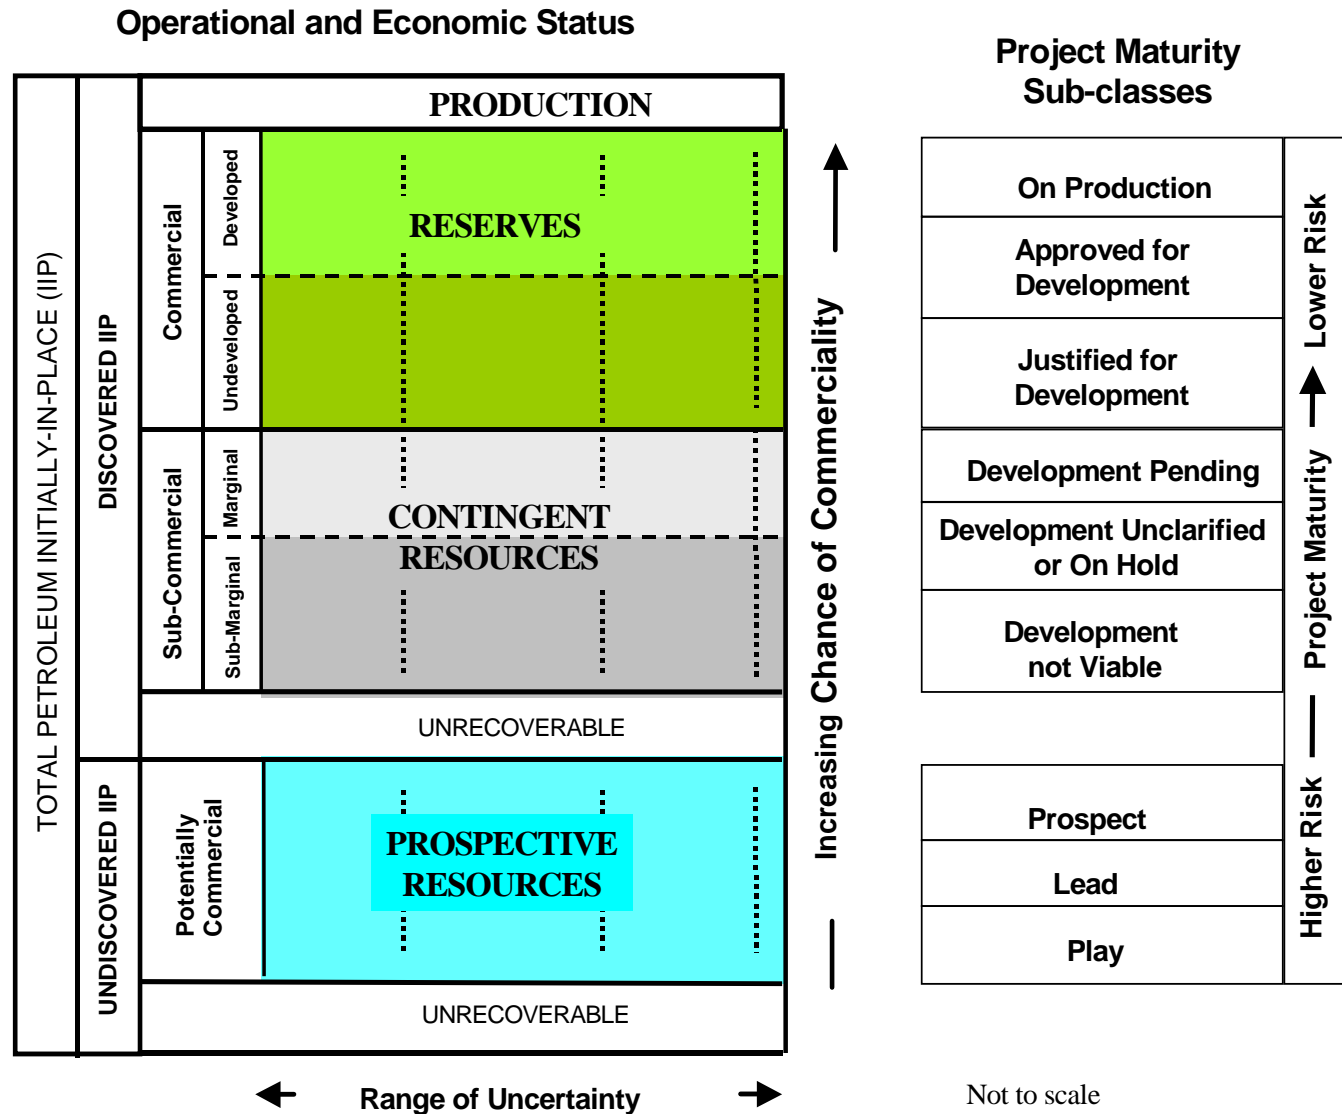 Operational and Economic Status
Project Maturity
Sub-classes
TOTAL PETROLEUM INITIALLY-IN-PLACE (IIP)
DISCOVERED IIP
UNDISCOVERED IIP
PRODUCTION
Commercial
Developed
Undeveloped
RESERVES
Sub-Commercial
Marginal
Sub-Marginal
CONTINGENT
RESOURCES
UNRECOVERABLE
Potentially
Commercial
PROSPECTIVE
RESOURCES
UNRECOVERABLE
Range of Uncertainty
Increasing Chance of Commerciality
On Production
Approved for
Development
Justified for
Development
Development Pending
Development Unclarified
or On Hold
Development
not Viable
Prospect
Lead
Play
Lower Risk
Project Maturity
Higher Risk
Not to scale